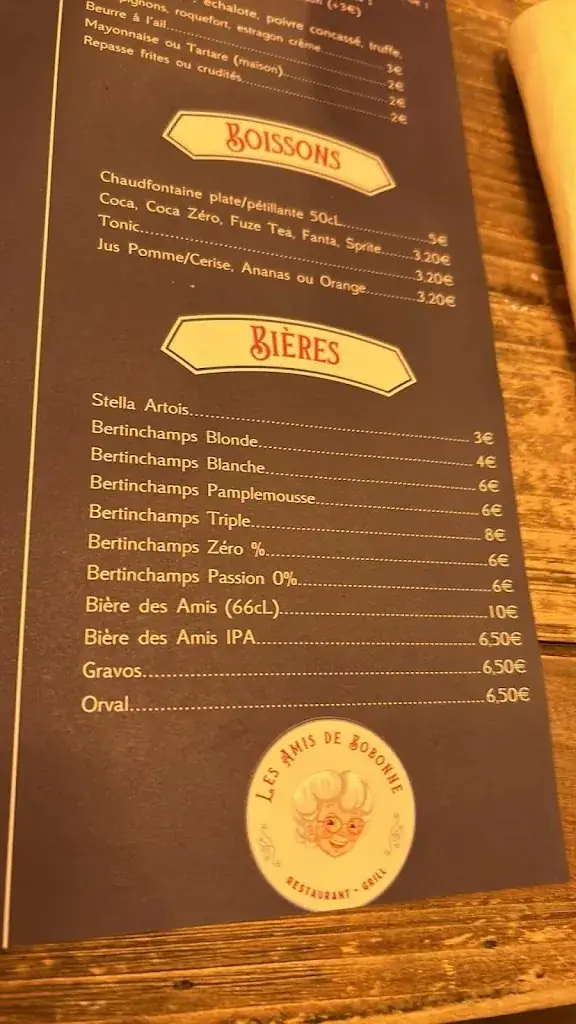 (+3€)
échalote, poivre concassé, truffe,
roquefort, estragon crème.....3€
Beurre à l'ail.....2€
Mayonnaise ou Tartare (maison).....2€
Repasse frites ou crudités.....2€
BOISSONS
Chaudfontaine plate/pétillante 50cL.....5€
Coca, Coca Zéro, Fuze Tea, Fanta, Sprite.....3,20€
Tonic.....3,20€
Jus Pomme/Cerise, Ananas ou Orange.....3,20€
BIÈRES
Stella Artois.....3€
Bertinchamps Blonde.....4€
Bertinchamps Blanche.....6€
Bertinchamps Pamplemousse.....6€
Bertinchamps Triple.....8€
Bertinchamps Zéro %.....6€
Bertinchamps Passion 0%.....6€
Bière des Amis (66cL).....10€
Bière des Amis IPA.....6,50€
Gravos.....6,50€
Orval.....6,50€
LES AMIS DE BOBONNE
RESTAURANT - GRILL